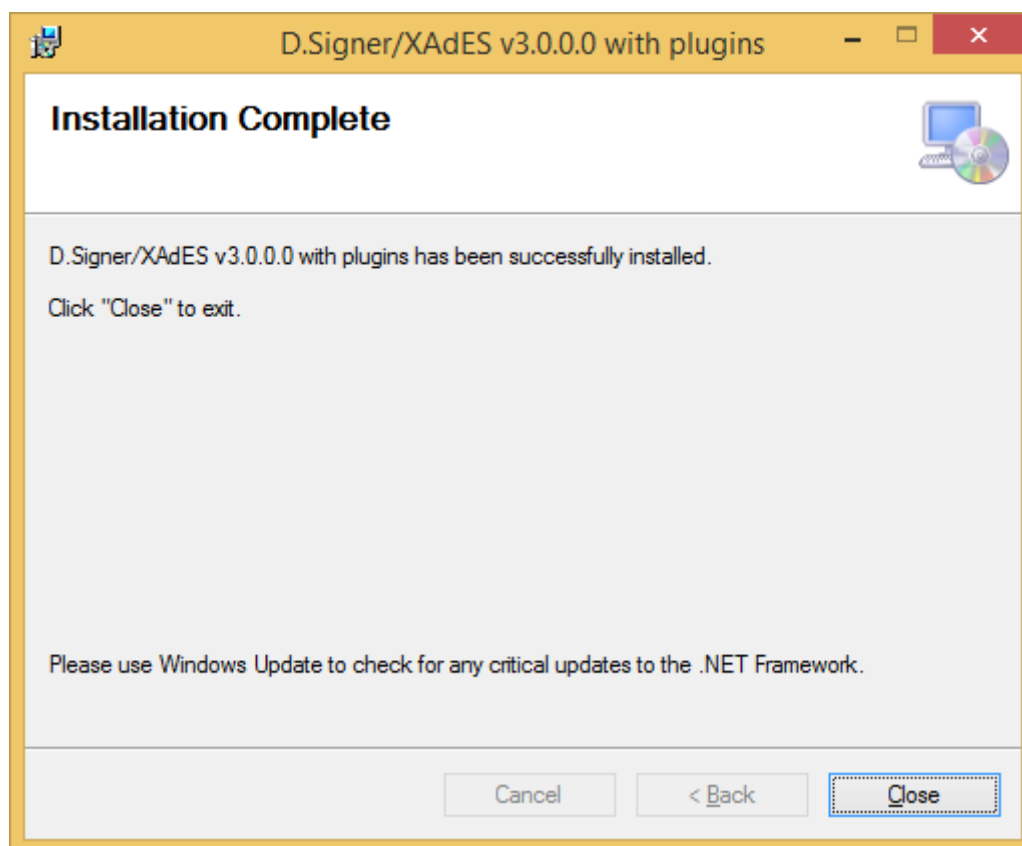 D.Signer/XAdES v3.0.0.0 with plugins
Installation Complete
D.Signer/XAdES v3.0.0.0 with plugins has been successfully installed.
Click "Close" to exit.
Please use Windows Update to check for any critical updates to the .NET Framework.
Cancel
< Back
Close